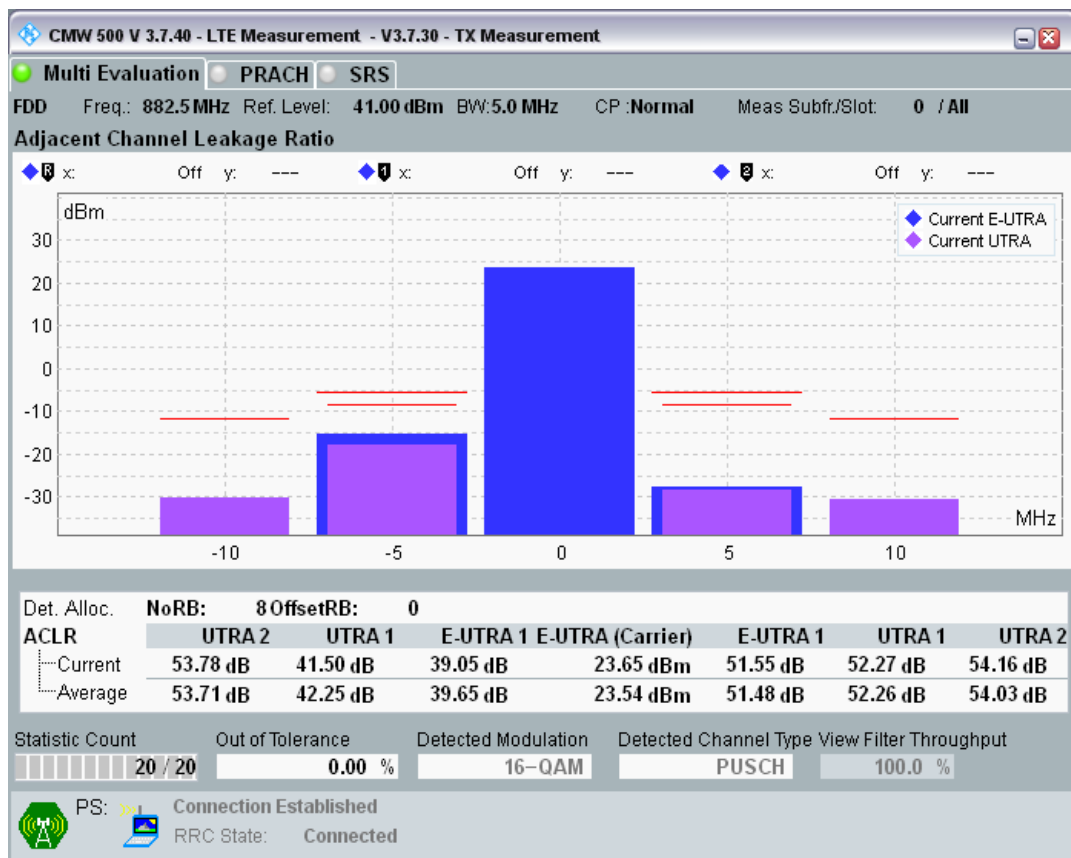 CMW 500 V 3.7.40 - LTE Measurement - V3.7.30 - TX Measurement
Multi Evaluation PRACH SRS
FDD Freq.: 882.5 MHz Ref. Level: 41.00 dBm BW:5.0 MHz CP :Normal Meas Subfr./Slot: 0 / All
Adjacent Channel Leakage Ratio
R x: Off y: --- 1 x: Off y: --- 2 x: Off y: ---
dBm
Current E-UTRA
Current UTRA
30
20
10
0
-10
-20
-30
MHz
-10 -5 0 5 10
Det. Alloc. NoRB: 8 OffsetRB: 0
ACLR UTRA 2 UTRA 1 E-UTRA 1 E-UTRA (Carrier) E-UTRA 1 UTRA 1 UTRA 2
Current 53.78 dB 41.50 dB 39.05 dB 23.65 dBm 51.55 dB 52.27 dB 54.16 dB
Average 53.71 dB 42.25 dB 39.65 dB 23.54 dBm 51.48 dB 52.26 dB 54.03 dB
Statistic Count Out of Tolerance Detected Modulation Detected Channel Type View Filter Throughput
20 / 20 0.00 % 16-QAM PUSCH 100.0 %
PS: Connection Established
RRC State: Connected